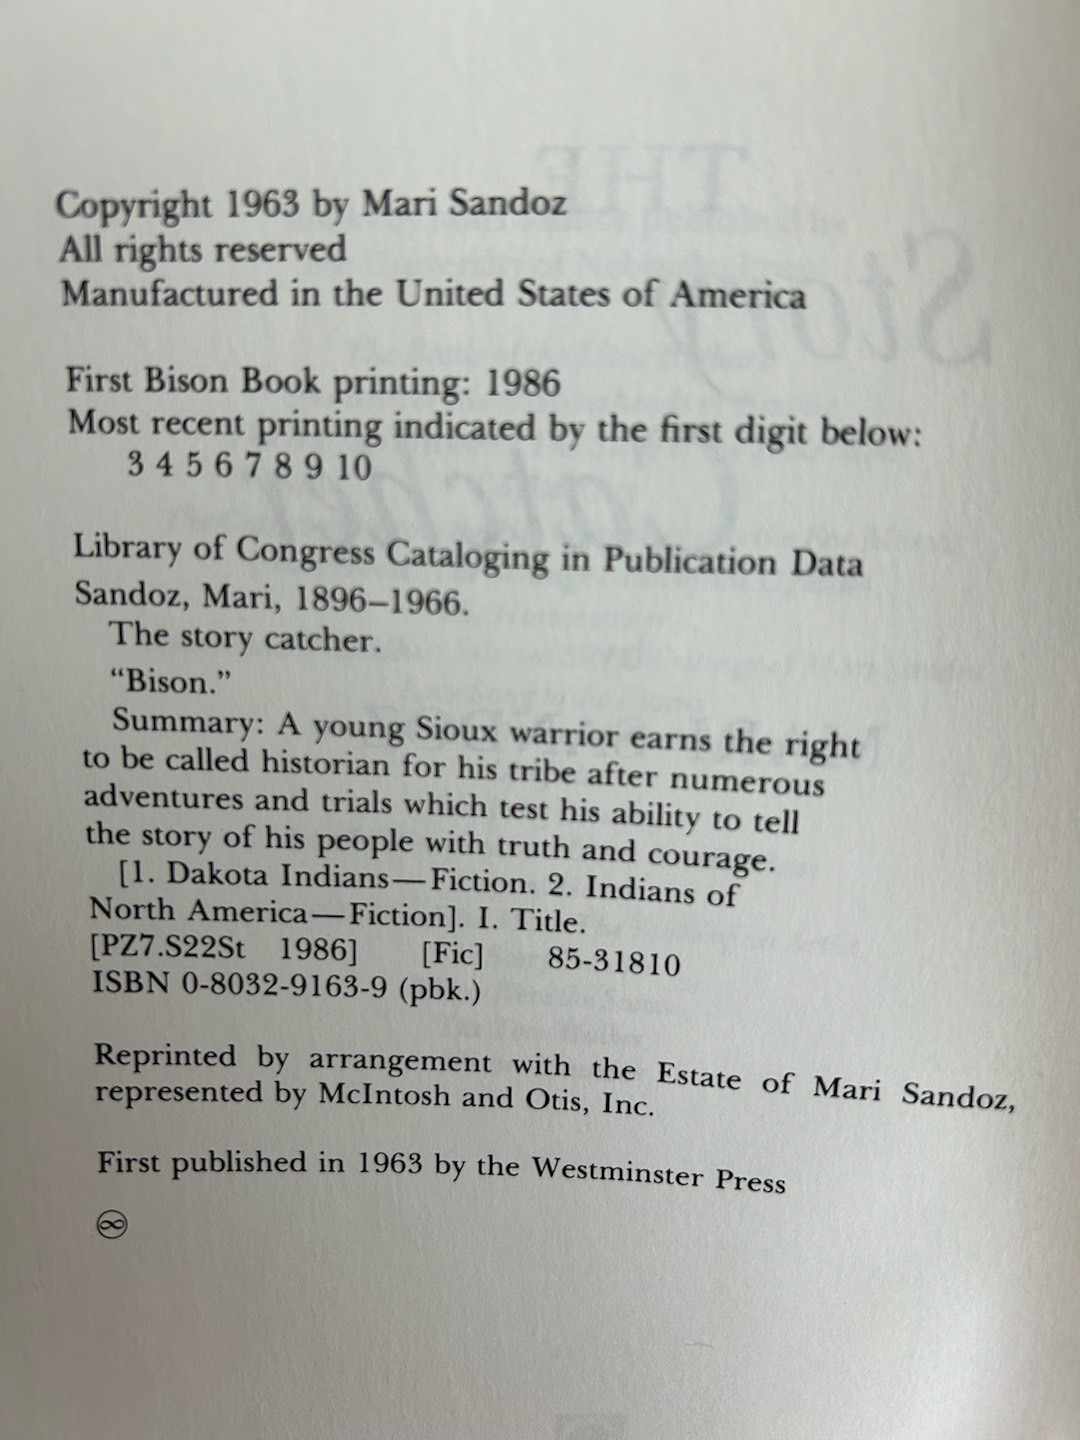 Copyright 1963 by Mari Sandoz
All rights reserved
Manufactured in the United States of America
First Bison Book printing: 1986
Most recent printing indicated by the first digit below:
3 4 5 6 7 8 9 10
Library of Congress Cataloging in Publication Data
Sandoz, Mari, 1896–1966.
The story catcher.
“Bison.”
Summary: A young Sioux warrior earns the right
to be called historian for his tribe after numerous
adventures and trials which test his ability to tell
the story of his people with truth and courage.
[1. Dakota Indians—Fiction. 2. Indians of
North America—Fiction]. I. Title.
[PZ7.S22St 1986] [Fic] 85-31810
ISBN 0-8032-9163-9 (pbk.)
Reprinted by arrangement with the Estate of Mari Sandoz,
represented by McIntosh and Otis, Inc.
First published in 1963 by the Westminster Press
♾
THE
Story
Catcher